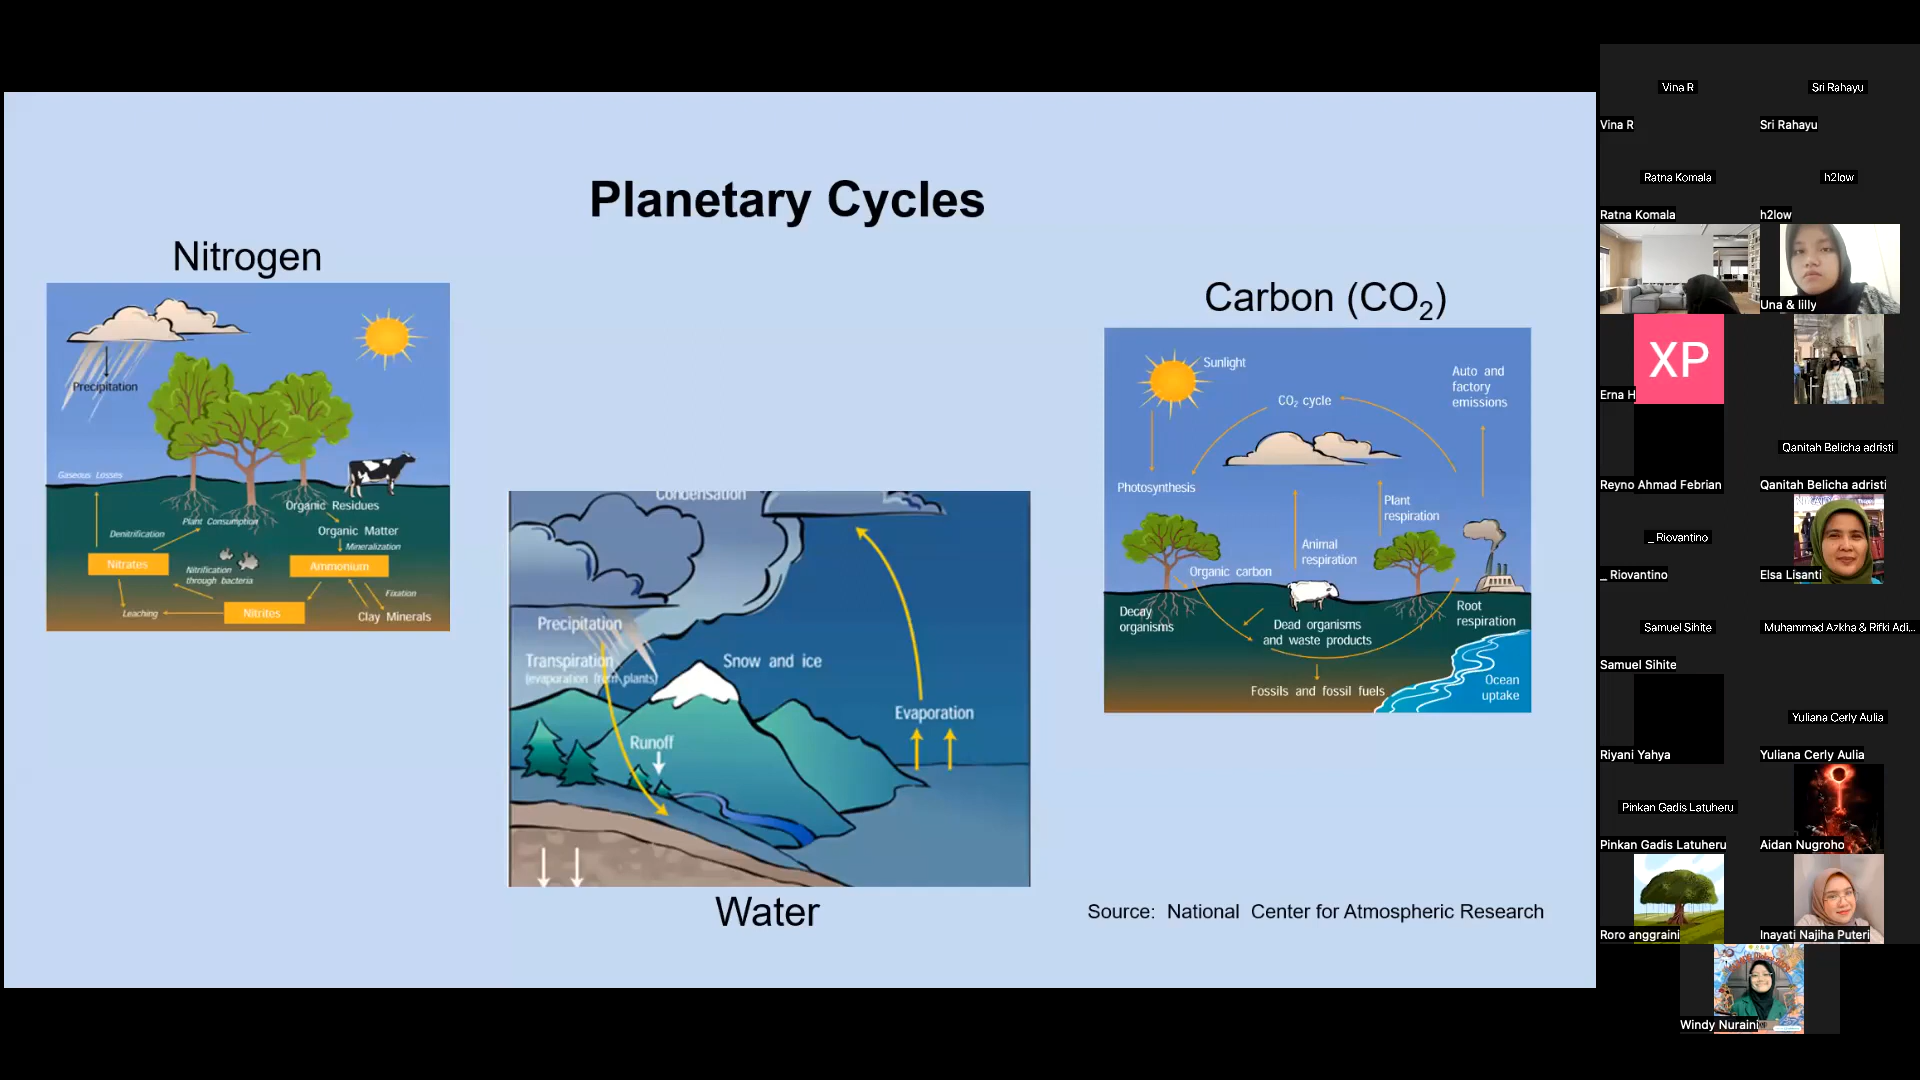 Planetary Cycles
Nitrogen
Precipitation
Gaseous Losses
Organic Residues
Plant Consumption
Denitrification
Organic Matter
Mineralization
Nitrates
Nitrification
through bacteria
Ammonium
Fixation
Leaching
Nitrites
Clay Minerals
Condensation
Precipitation
Transpiration
(evaporation from plants)
Snow and ice
Evaporation
Runoff
Water
Carbon (CO₂)
Sunlight
Auto and
factory
emissions
CO₂ cycle
Photosynthesis
Plant
respiration
Animal
respiration
Organic carbon
Decay
organisms
Dead organisms
and waste products
Root
respiration
Fossils and fossil fuels
Ocean
uptake
Source: National Center for Atmospheric Research
Vina R
Vina R
Sri Rahayu
Sri Rahayu
Ratna Komala
Ratna Komala
h2low
h2low
Una & lilly
XP
Erna H
Reyno Ahmad Febrian
Qanitah Belicha adristi
Qanitah Belicha adristi
_ Riovantino
_ Riovantino
Elsa Lisanti
Samuel Sihite
Samuel Sihite
Muhammad Azkha & Rifki Adi...
Riyani Yahya
Yuliana Cerly Aulia
Yuliana Cerly Aulia
Pinkan Gadis Latuheru
Pinkan Gadis Latuheru
Aidan Nugroho
Roro anggraini
Inayati Najiha Puteri
Windy Nuraini